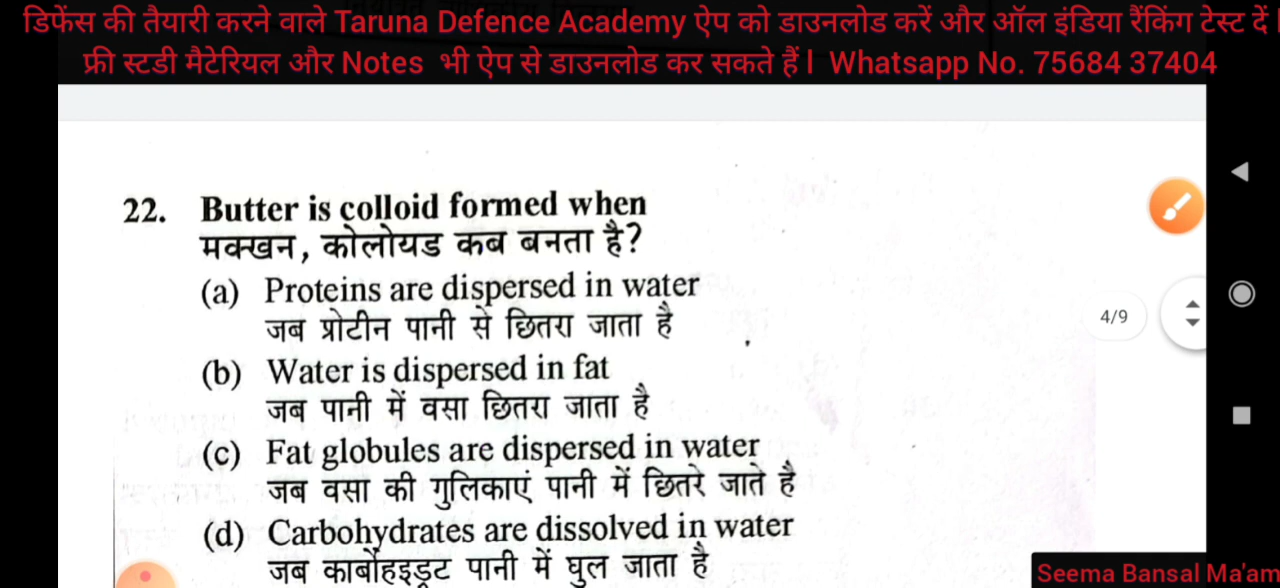 डिफेंस की तैयारी करने वाले Taruna Defence Academy ऐप को डाउनलोड करें और ऑल इंडिया रैंकिंग टेस्ट दें।
फ्री स्टडी मैटेरियल और Notes भी ऐप से डाउनलोड कर सकते हैं। Whatsapp No. 75684 37404
22. Butter is colloid formed when
मक्खन, कोलोयड कब बनता है?
(a) Proteins are dispersed in water
जब प्रोटीन पानी से छितरा जाता है
(b) Water is dispersed in fat
जब पानी में वसा छितरा जाता है
(c) Fat globules are dispersed in water
जब वसा की गुलिकाएं पानी में छितरे जाते है
(d) Carbohydrates are dissolved in water
जब कार्बोहइड्रट पानी में घुल जाता है
4/9
Seema Bansal Ma'am